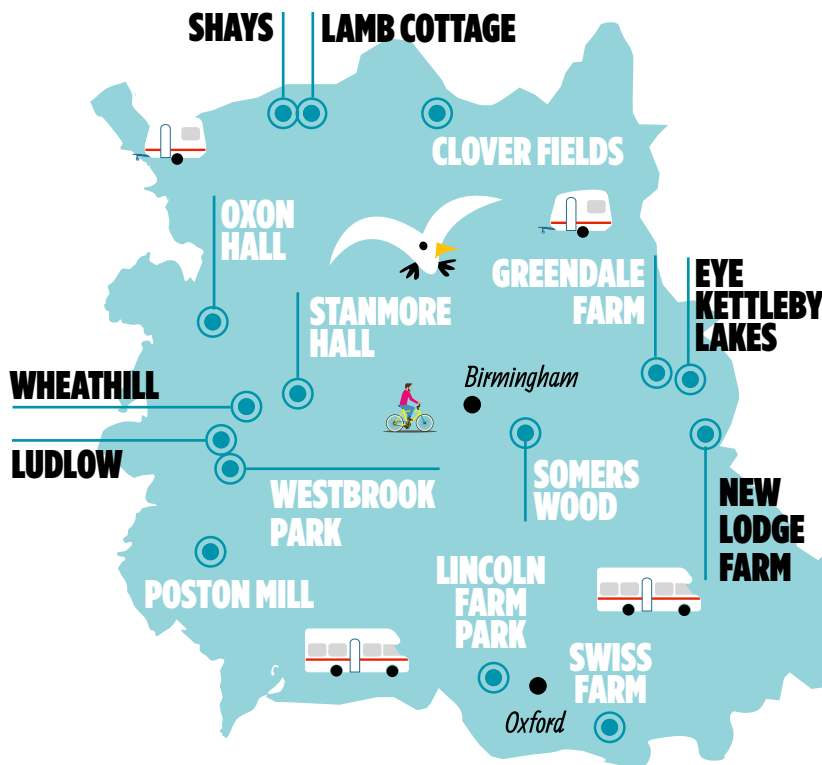 SHAYS
LAMB COTTAGE
CLOVER FIELDS
OXON
HALL
GREENDALE
FARM
EYE
KETTLEBY
LAKES
STANMORE
HALL
WHEATHILL
Birmingham
LUDLOW
WESTBROOK
PARK
SOMERS
WOOD
NEW
LODGE
FARM
POSTON MILL
LINCOLN
FARM
PARK
SWISS
FARM
Oxford